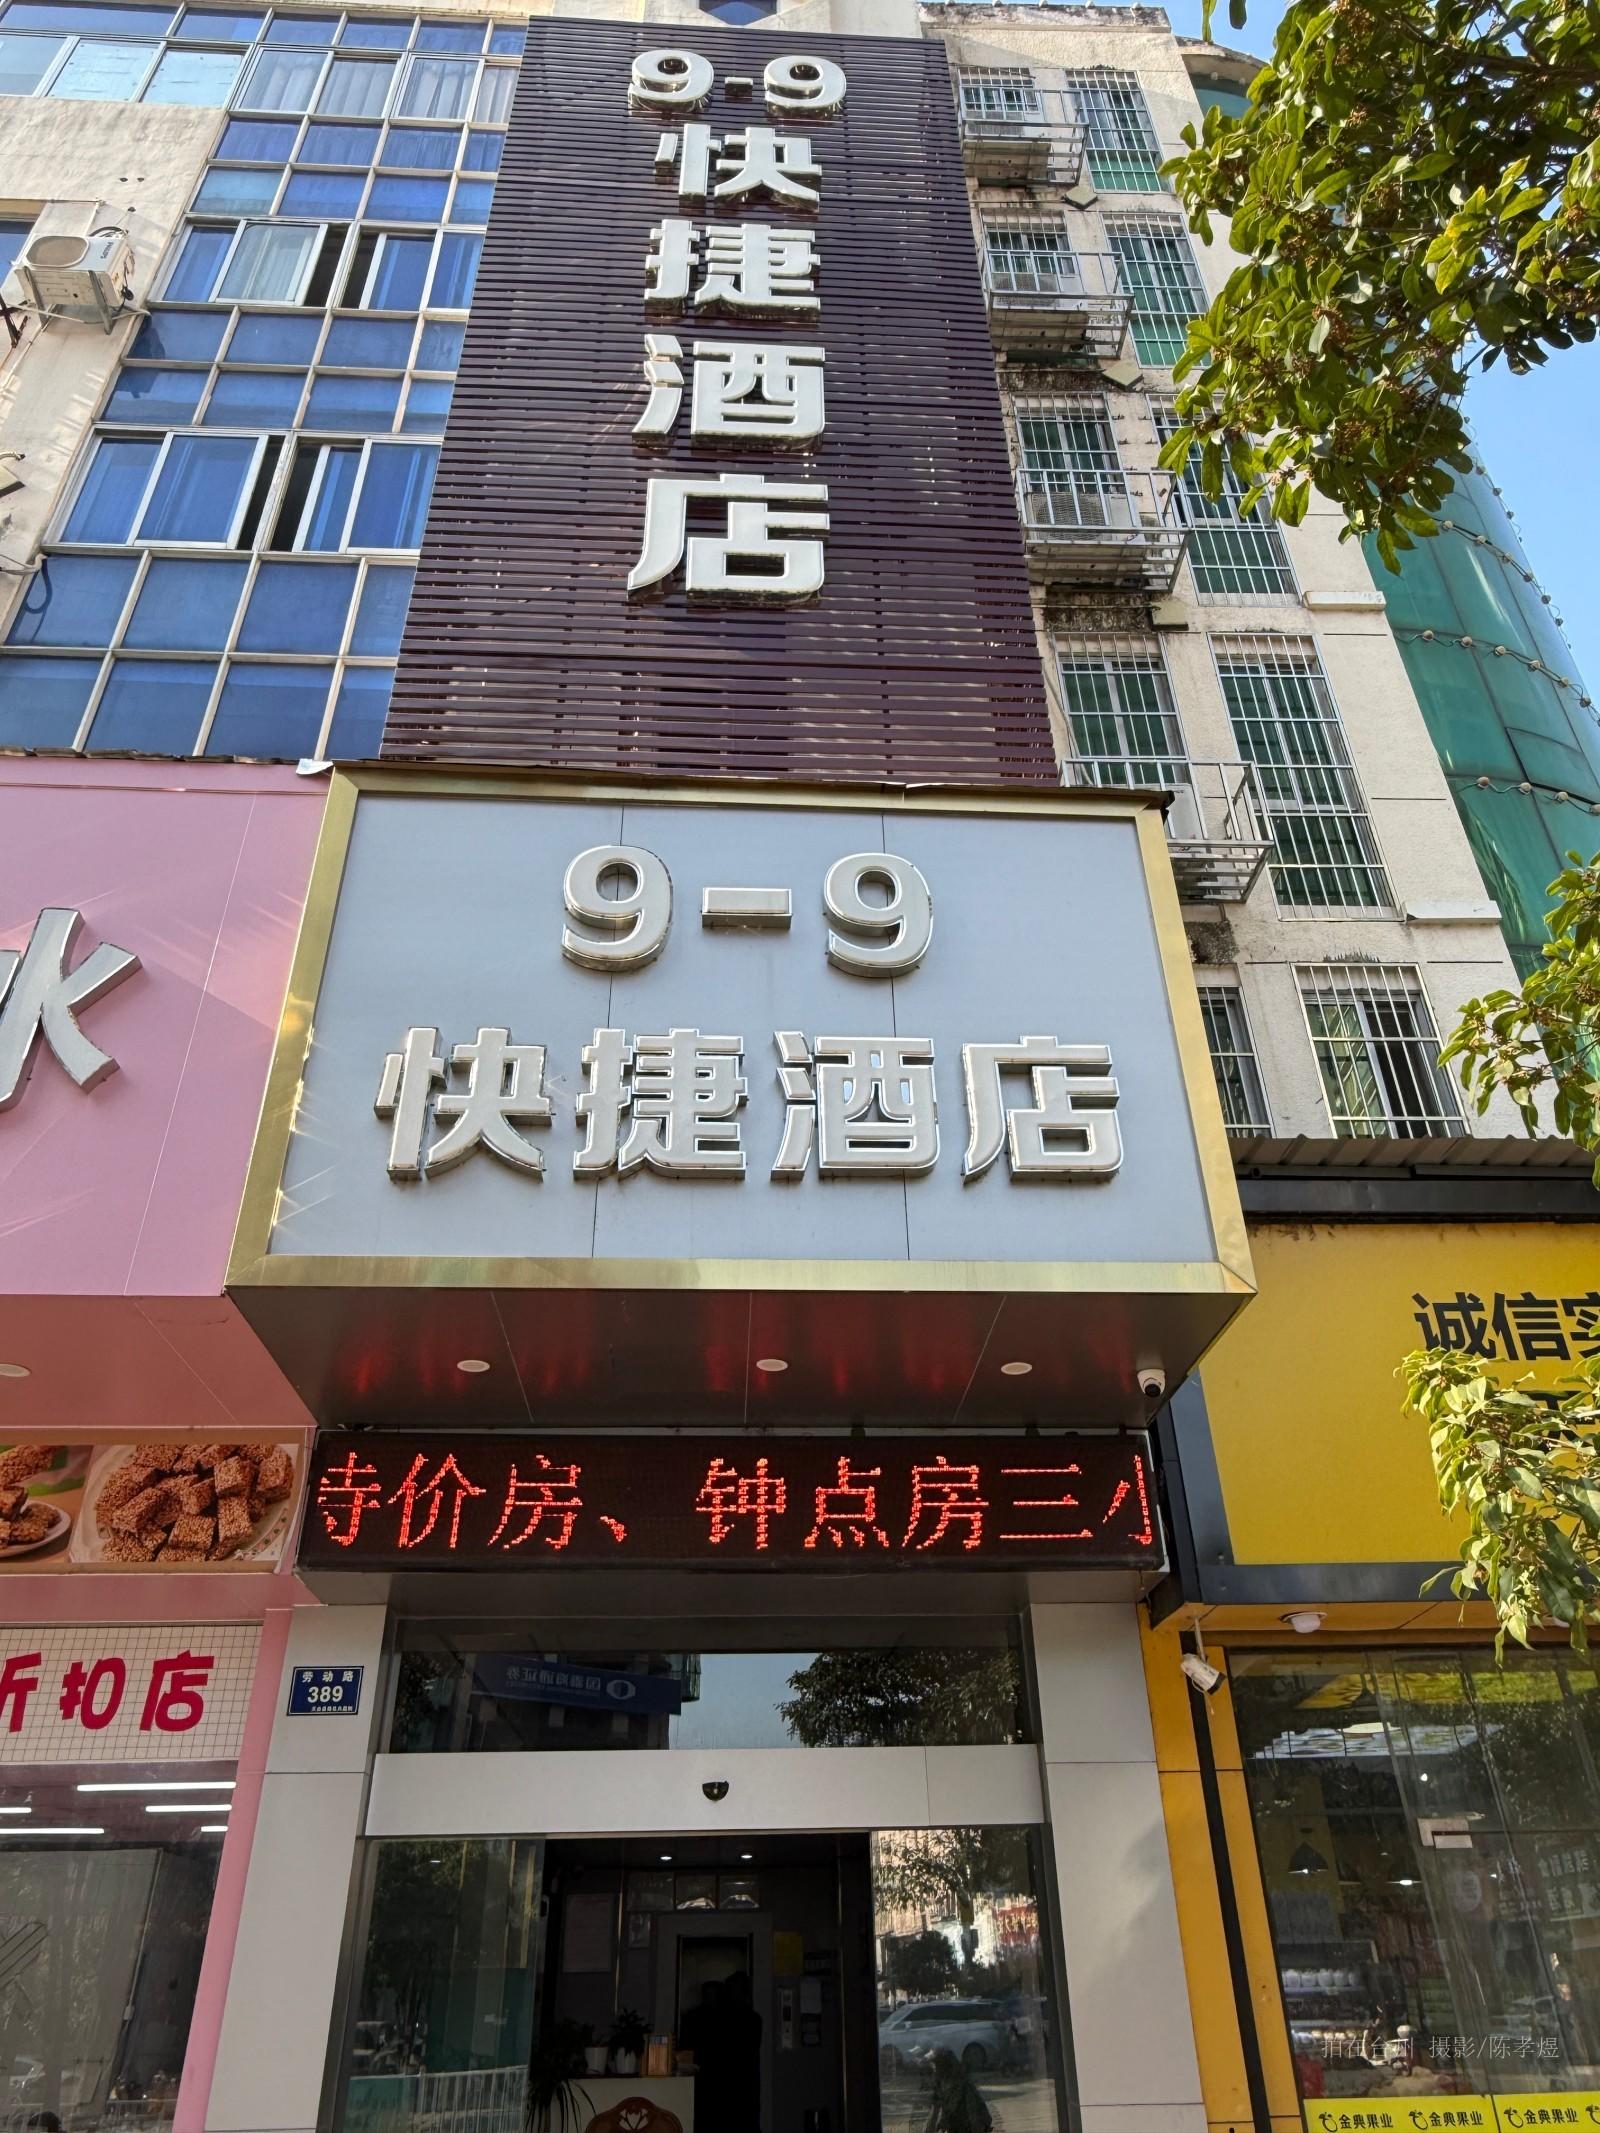 9-9
快捷酒店
9-9
快捷酒店
诚信实
特价房、钟点房三小
折扣店
劳动路
389
拍在台州 摄影/陈孝煜
金典果业 金典果业 金典果业